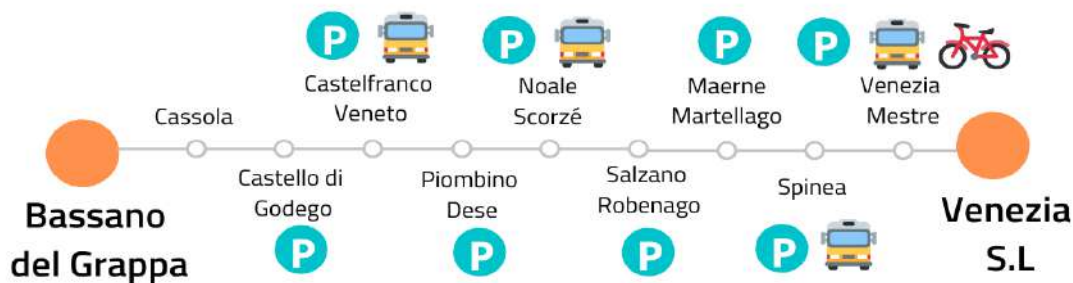 P
P
P
P
Castelfranco
Veneto
Noale
Scorzé
Maerne
Martellago
Venezia
Mestre
Cassola
Castello di
Godego
Piombino
Dese
Salzano
Robenago
Spinea
Bassano
del Grappa
Venezia
S.L
P
P
P
P